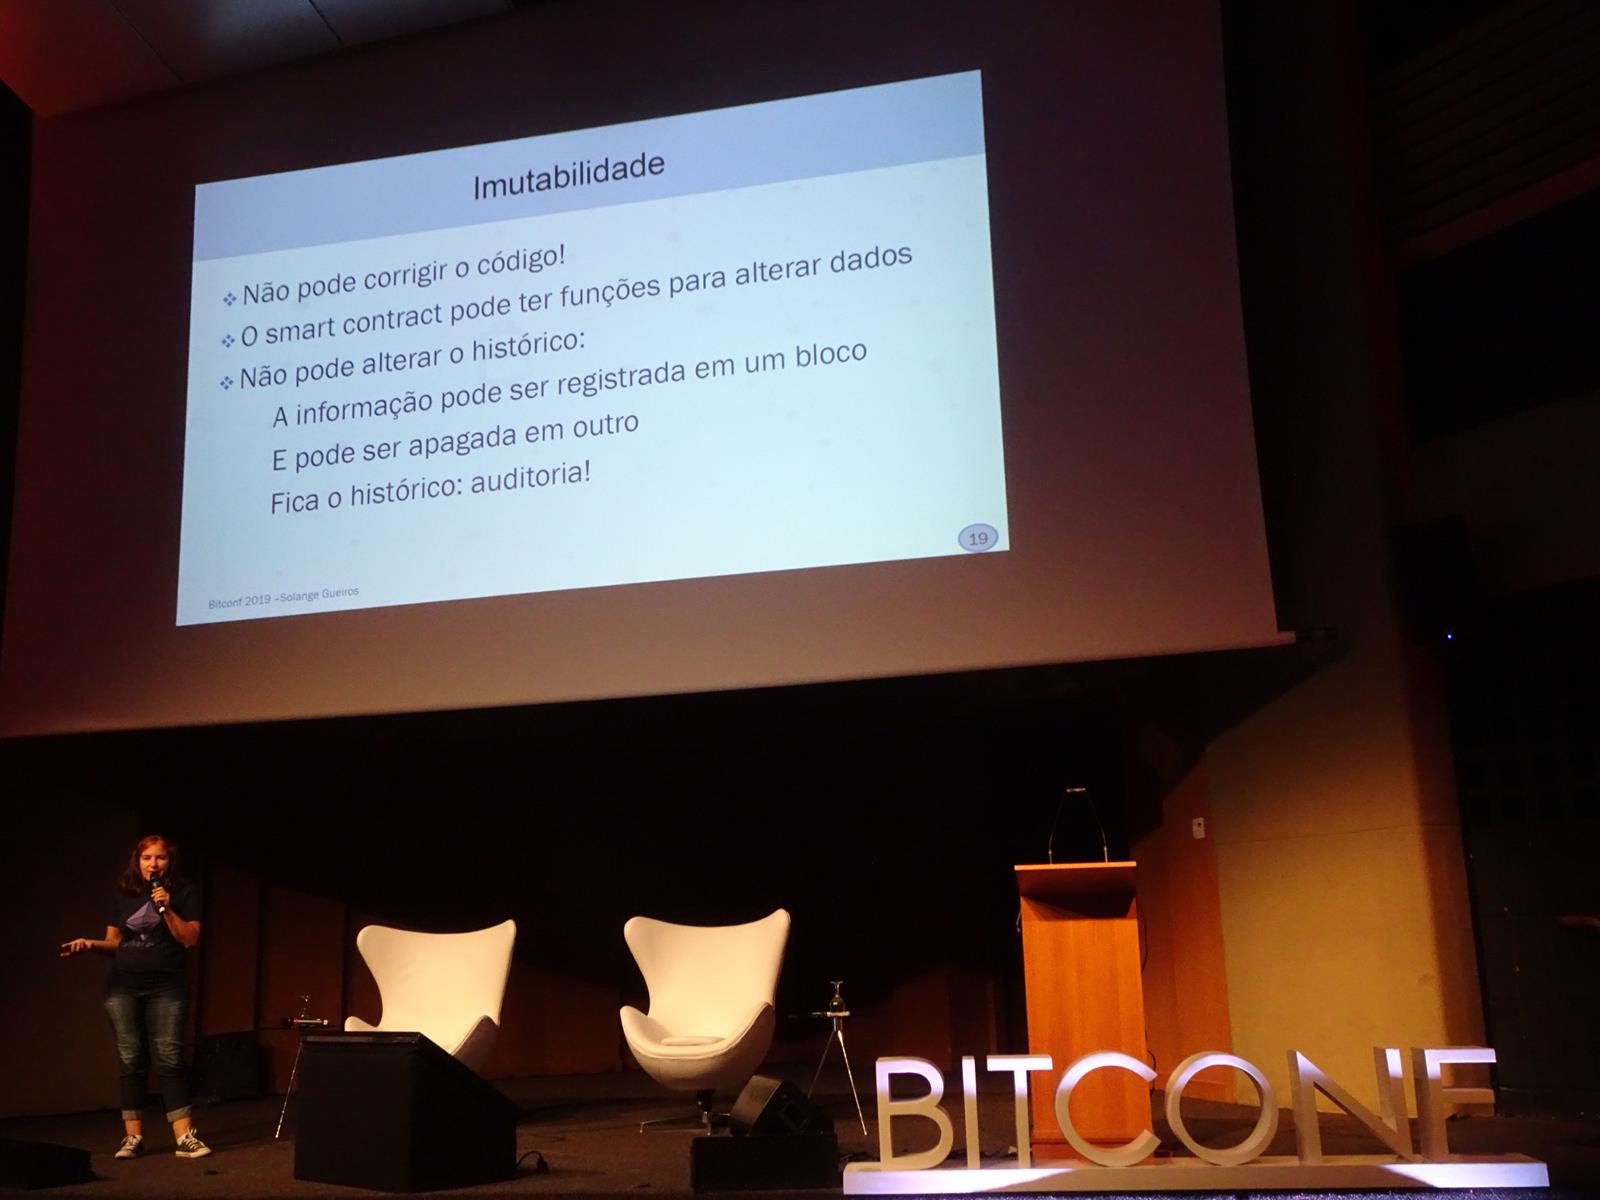 Imutabilidade
Não pode corrigir o código!
O smart contract pode ter funções para alterar dados
Não pode alterar o histórico:
A informação pode ser registrada em um bloco
E pode ser apagada em outro
Fica o histórico: auditoria!
19
Bitconf 2019 –Solange Gueiros
BITCONF